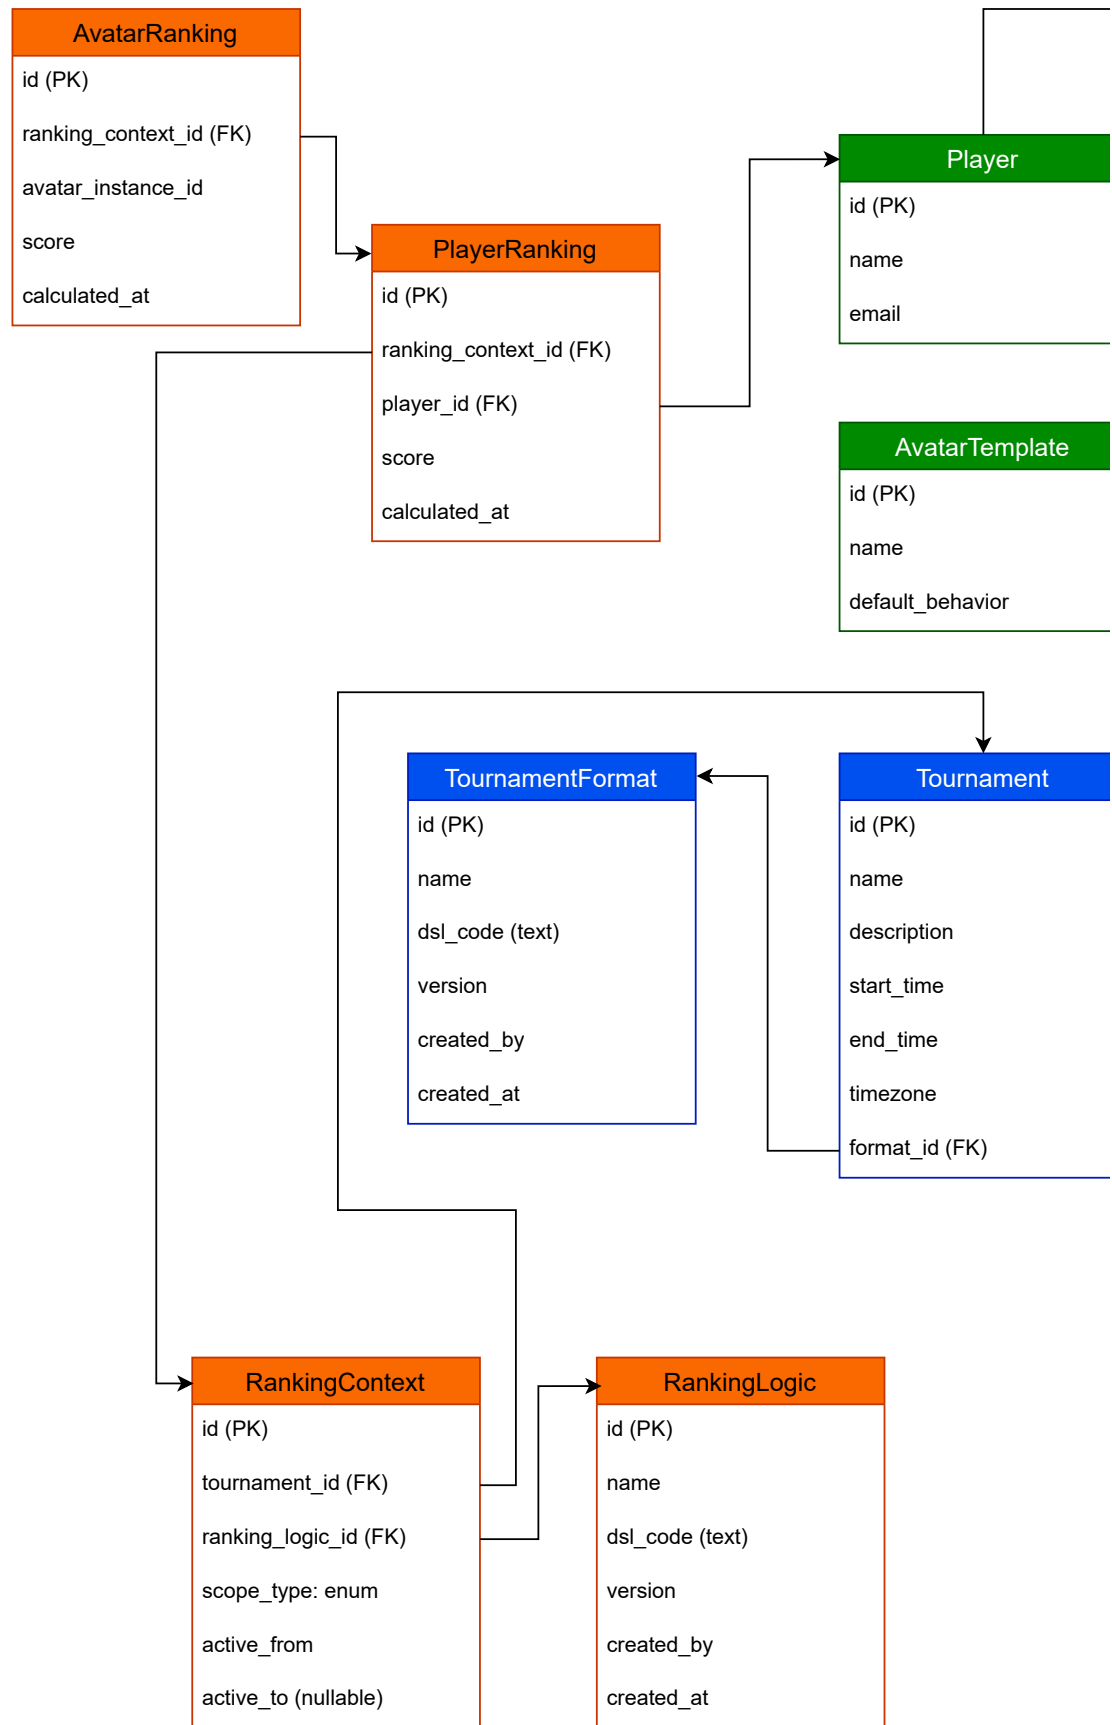 AvatarRanking
id (PK)
ranking_context_id (FK)
avatar_instance_id
score
calculated_at
PlayerRanking
id (PK)
ranking_context_id (FK)
player_id (FK)
score
calculated_at
Player
id (PK)
name
email
AvatarTemplate
id (PK)
name
default_behavior
TournamentFormat
id (PK)
name
dsl_code (text)
version
created_by
created_at
Tournament
id (PK)
name
description
start_time
end_time
timezone
format_id (FK)
RankingContext
id (PK)
tournament_id (FK)
ranking_logic_id (FK)
scope_type: enum
active_from
active_to (nullable)
RankingLogic
id (PK)
name
dsl_code (text)
version
created_by
created_at